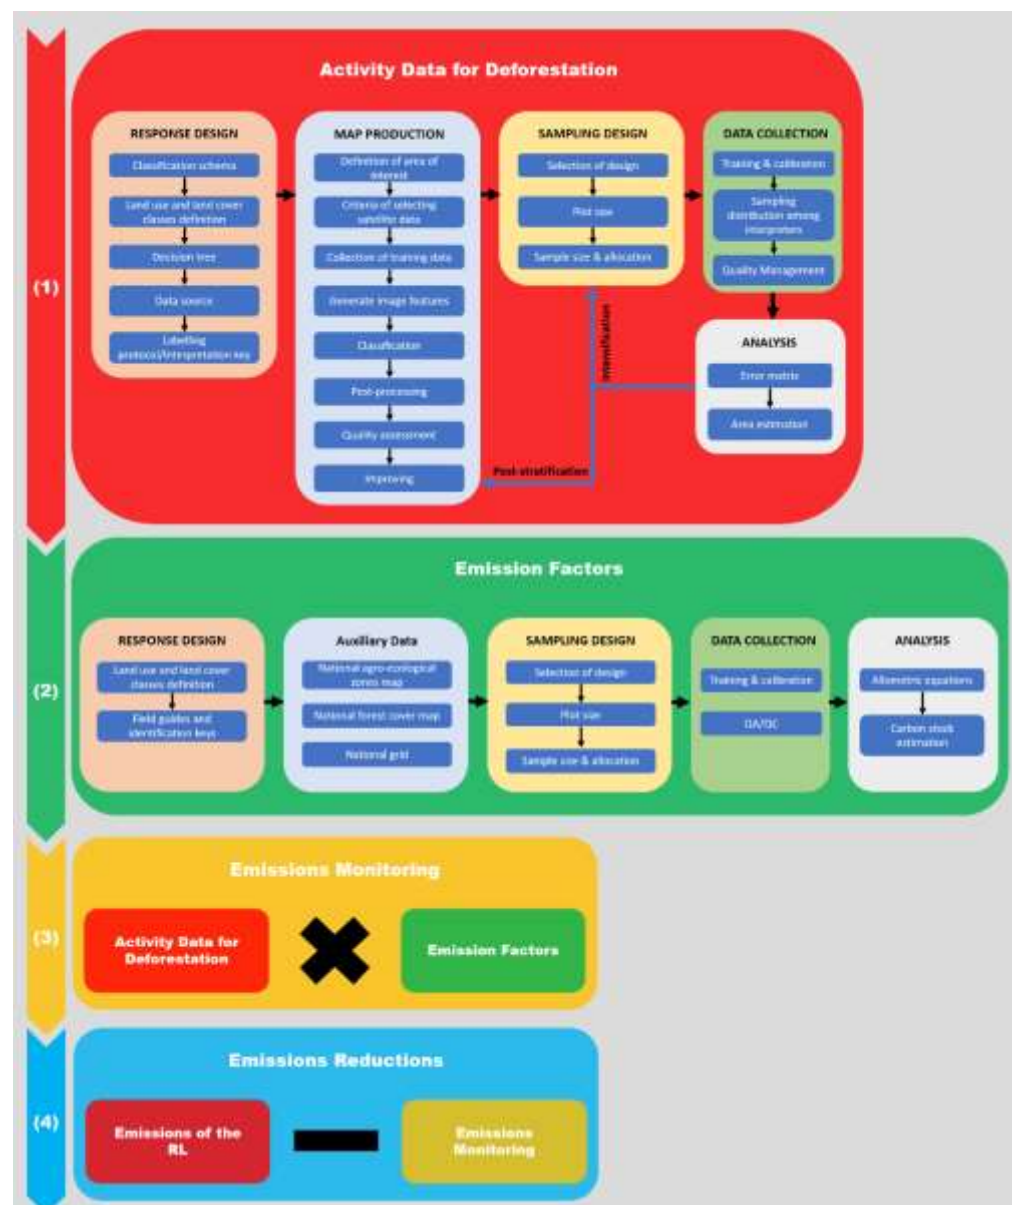 Activity Data for Deforestation
(1)
RESPONSE DESIGN
Classification schema
Land use and land cover
classes definition
Decision tree
Data source
Labelling
protocol/interpretation key
MAP PRODUCTION
Definition of area of
interest
Criteria of selecting
satellite data
Collection of training data
Generate image features
Classification
Post-processing
Quality assessment
Improving
SAMPLING DESIGN
Selection of design
Plot size
Sample size & allocation
DATA COLLECTION
Training & calibration
Sampling
distribution among
interpreters
Quality Management
ANALYSIS
Error matrix
Area estimation
Intensification
Post-stratification
Emission Factors
(2)
RESPONSE DESIGN
Land use and land cover
classes definition
Field guides and
identification keys
Auxiliary Data
National agro-ecological
zones map
National forest cover map
National grid
SAMPLING DESIGN
Selection of design
Plot size
Sample size & allocation
DATA COLLECTION
Training & calibration
QA/QC
ANALYSIS
Allometric equations
Carbon stock
estimation
Emissions Monitoring
(3)
Activity Data for
Deforestation
Emission Factors
Emissions Reductions
(4)
Emissions of the
RL
Emissions
Monitoring